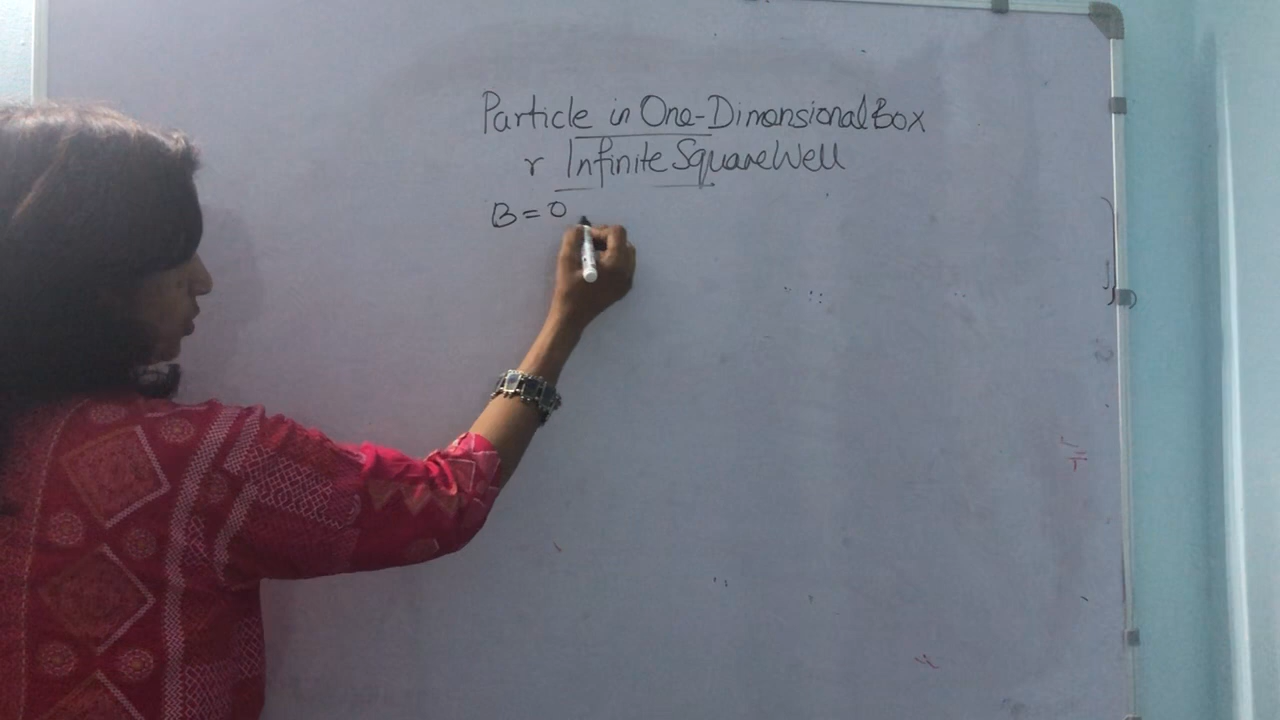 Particle in One-Dimensional Box
r Infinite Square Well
B = 0